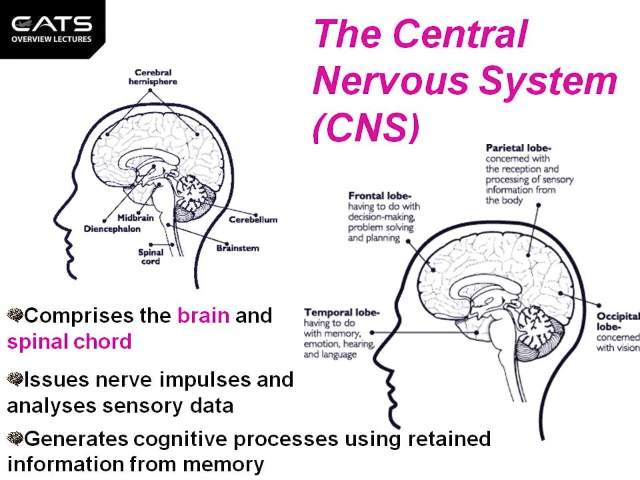 CATS
OVERVIEW LECTURES
The Central
Nervous System
(CNS)
Cerebral
hemisphere
Midbrain
Diencephalon
Cerebellum
Spinal
cord
Brainstem
Parietal lobe-
concerned with
the reception and
processing of sensory
information from
the body
Frontal lobe-
having to do with
decision-making,
problem solving
and planning
Temporal lobe-
having to do
with memory,
emotion, hearing,
and language
Occipital
lobe-
concerned
with vision
Comprises the brain and
spinal chord
Issues nerve impulses and
analyses sensory data
Generates cognitive processes using retained
information from memory